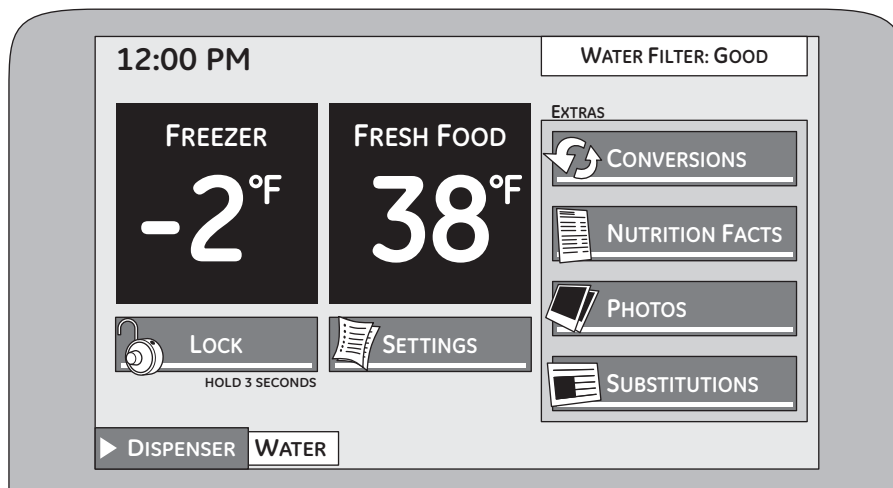 12:00 PM
WATER FILTER: GOOD
FREEZER
-2°F
FRESH FOOD
38°F
EXTRAS
CONVERSIONS
NUTRITION FACTS
PHOTOS
SUBSTITUTIONS
LOCK
HOLD 3 SECONDS
SETTINGS
DISPENSER WATER